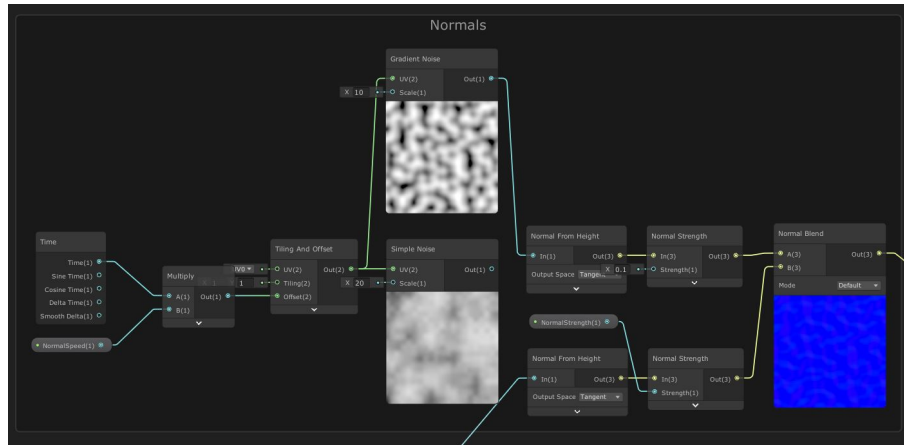 Normals
Gradient Noise
UV(2) Out(1)
X 10 Scale(1)
Time
Time(1)
Sine Time(1)
Cosine Time(1)
Delta Time(1)
Smooth Delta(1)
NormalSpeed(1)
Multiply
A(1) Out(1)
B(1)
Tiling And Offset
UV(2) Out(2)
1 Tiling(2)
Offset(2)
Simple Noise
UV(2) Out(1)
X 20 Scale(1)
Normal From Height
In(1) Out(3)
Output Space
Normal Strength
In(3) Out(3)
X 0.1 Strength(1)
NormalStrength(1)
Normal From Height
In(1) Out(3)
Output Space Tangent
Normal Strength
In(3) Out(3)
Strength(1)
Normal Blend
A(3) Out(3)
B(3)
Mode Default